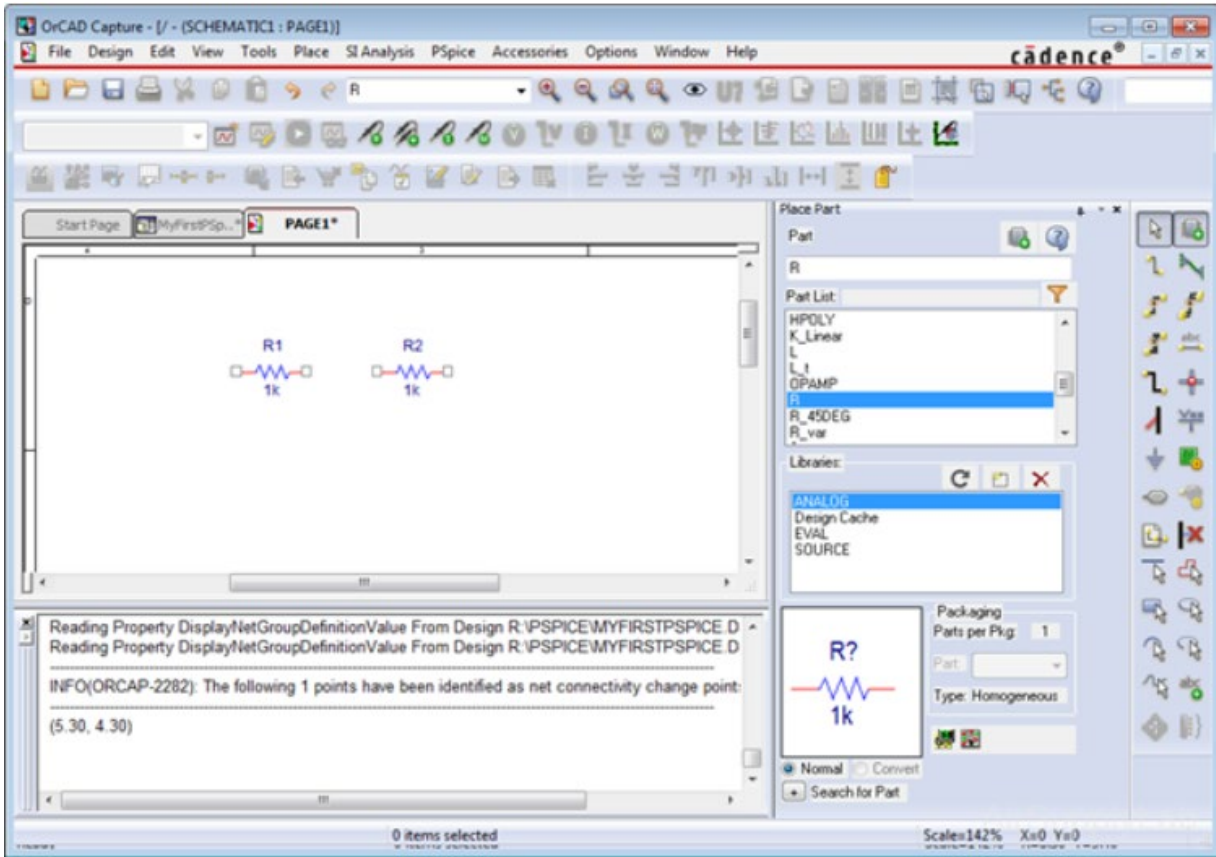 OrCAD Capture - [/ - (SCHEMATIC1 : PAGE1)]
File Design Edit View Tools Place SI Analysis PSpice Accessories Options Window Help
cādence®
R
Start Page MyFirstPSp...* PAGE1*
R1
1k
R2
1k
Reading Property DisplayNetGroupDefinitionValue From Design R:\PSPICE\MYFIRSTPSPICE.D
Reading Property DisplayNetGroupDefinitionValue From Design R:\PSPICE\MYFIRSTPSPICE.D
INFO(ORCAP-2282): The following 1 points have been identified as net connectivity change point:
(5.30, 4.30)
Place Part
Part
R
Part List:
HPOLY
K_Linear
L
L_t
OPAMP
R
R_45DEG
R_var
Libraries:
ANALOG
Design Cache
EVAL
SOURCE
R?
1k
Packaging
Parts per Pkg: 1
Part:
Type: Homogeneous
Normal Convert
+ Search for Part
0 items selected
Scale=142% X=0 Y=0